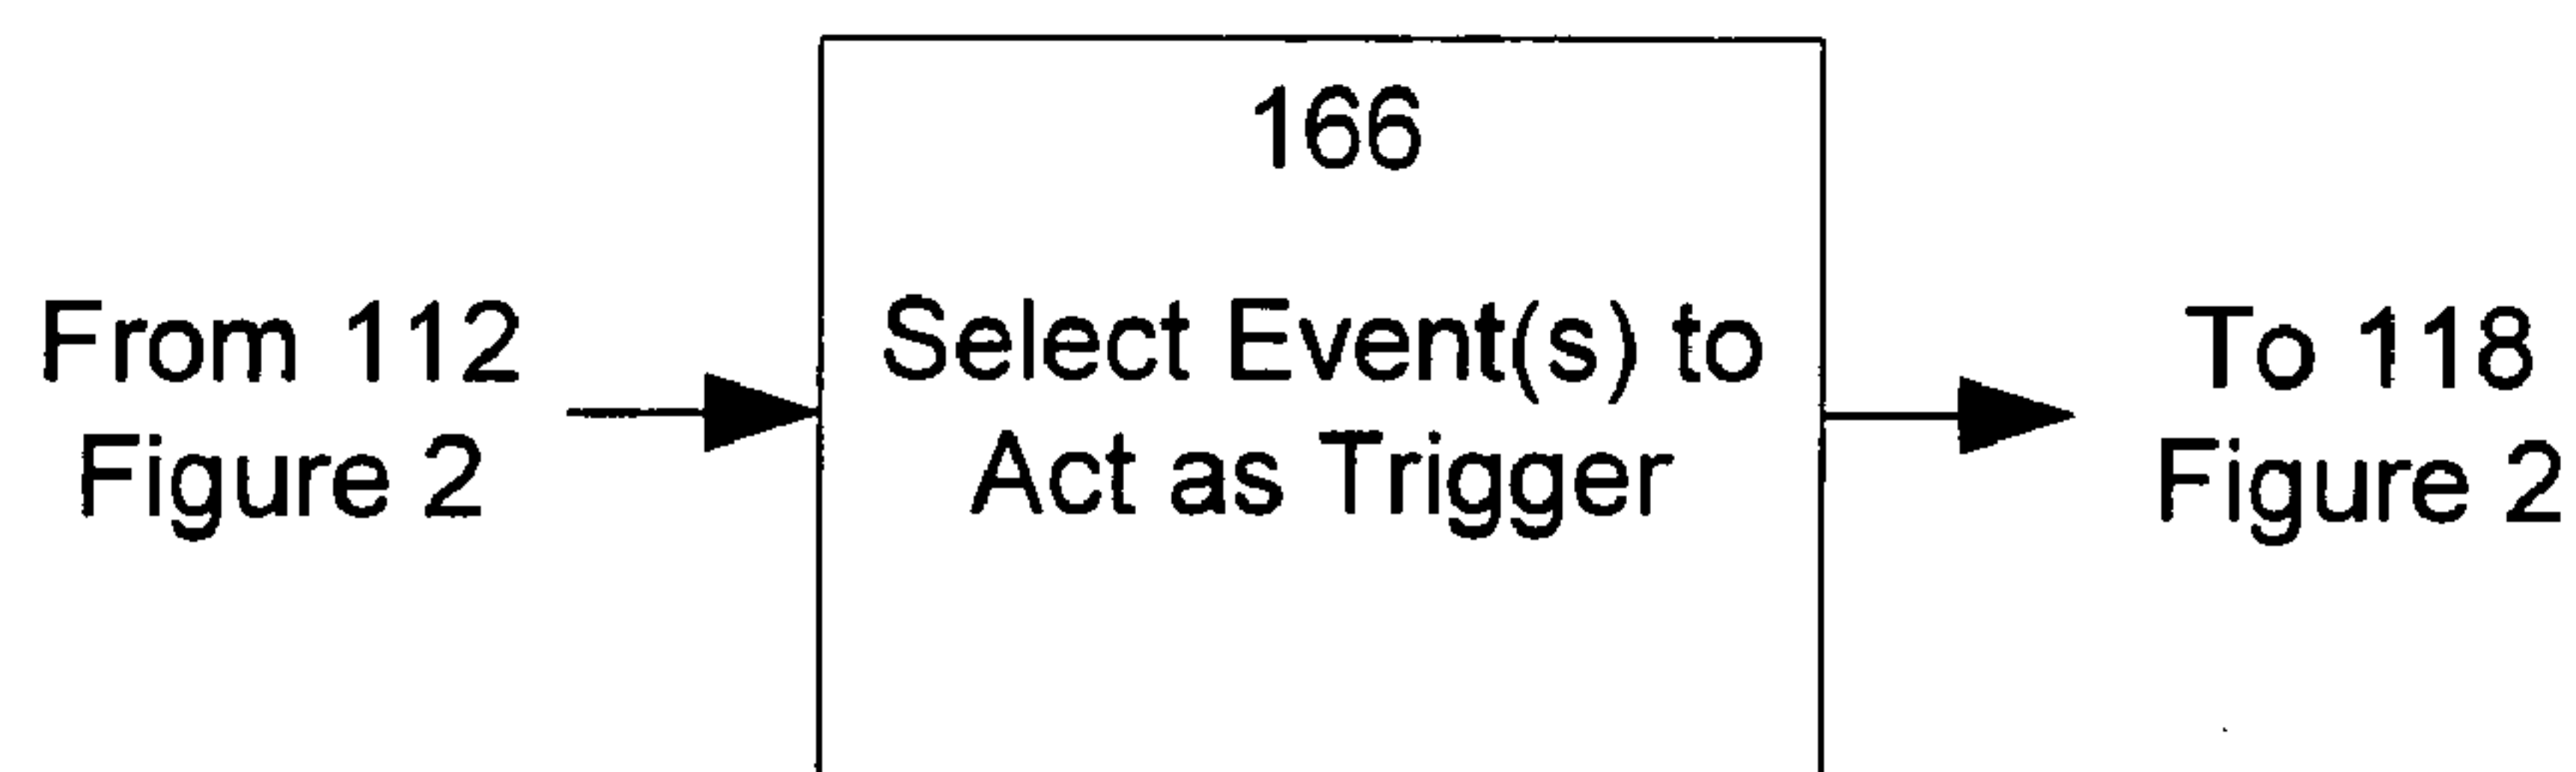 166
From 112
Figure 2
Select Event(s) to
Act as Trigger
To 118
Figure 2